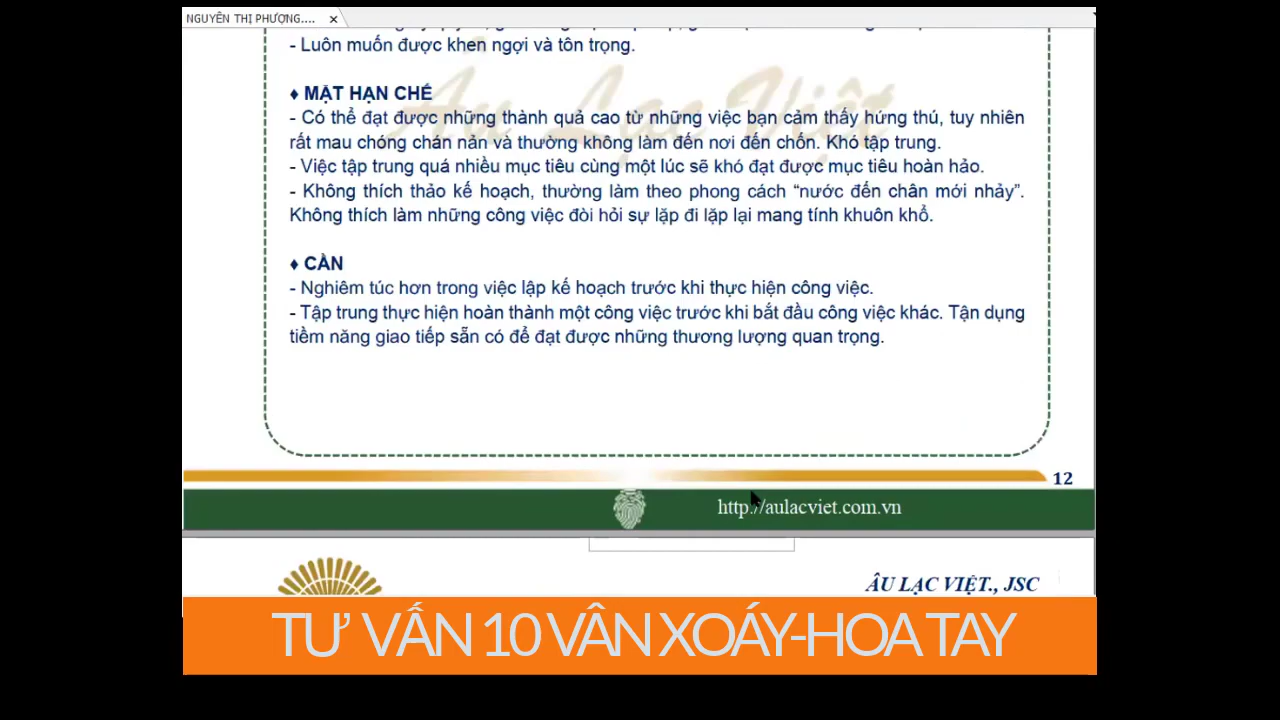 NGUYỄN THỊ PHƯỢNG....
- Luôn muốn được khen ngợi và tôn trọng.
Âu Lạc Việt
♦ MẶT HẠN CHẾ
- Có thể đạt được những thành quả cao từ những việc bạn cảm thấy hứng thú, tuy nhiên
rất mau chóng chán nản và thường không làm đến nơi đến chốn. Khó tập trung.
- Việc tập trung quá nhiều mục tiêu cùng một lúc sẽ khó đạt được mục tiêu hoàn hảo.
- Không thích thảo kế hoạch, thường làm theo phong cách “nước đến chân mới nhảy”.
Không thích làm những công việc đòi hỏi sự lặp đi lặp lại mang tính khuôn khổ.
♦ CẦN
- Nghiêm túc hơn trong việc lập kế hoạch trước khi thực hiện công việc.
- Tập trung thực hiện hoàn thành một công việc trước khi bắt đầu công việc khác. Tận dụng
tiềm năng giao tiếp sẵn có để đạt được những thương lượng quan trọng.
12
http://aulacviet.com.vn
ÂU LẠC VIỆT., JSC
TƯ VẤN 10 VÂN XOÁY-HOA TAY